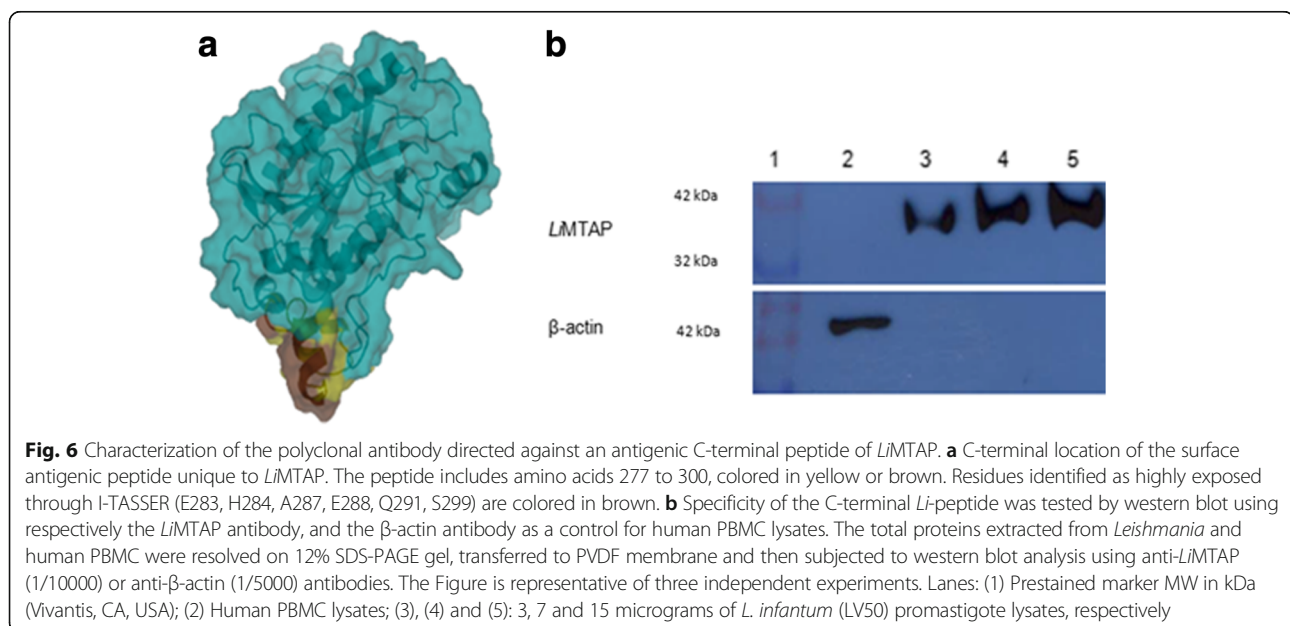 a
b
1 2 3 4 5
LiMTAP
42 kDa
32 kDa
β-actin
42 kDa
Fig. 6 Characterization of the polyclonal antibody directed against an antigenic C-terminal peptide of LiMTAP. a C-terminal location of the surface
antigenic peptide unique to LiMTAP. The peptide includes amino acids 277 to 300, colored in yellow or brown. Residues identified as highly exposed
through I-TASSER (E283, H284, A287, E288, Q291, S299) are colored in brown. b Specificity of the C-terminal Li-peptide was tested by western blot using
respectively the LiMTAP antibody, and the β-actin antibody as a control for human PBMC lysates. The total proteins extracted from Leishmania and
human PBMC were resolved on 12% SDS-PAGE gel, transferred to PVDF membrane and then subjected to western blot analysis using anti-LiMTAP
(1/10000) or anti-β-actin (1/5000) antibodies. The Figure is representative of three independent experiments. Lanes: (1) Prestained marker MW in kDa
(Vivantis, CA, USA); (2) Human PBMC lysates; (3), (4) and (5): 3, 7 and 15 micrograms of L. infantum (LV50) promastigote lysates, respectively